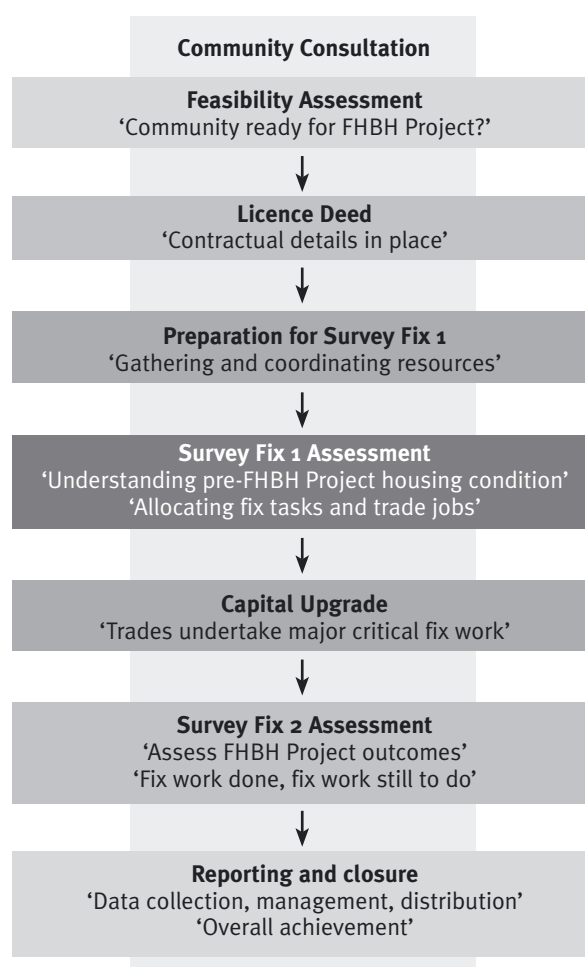 Community Consultation
Feasibility Assessment
‘Community ready for FHBH Project?’
Licence Deed
‘Contractual details in place’
Preparation for Survey Fix 1
‘Gathering and coordinating resources’
Survey Fix 1 Assessment
‘Understanding pre-FHBH Project housing condition’
‘Allocating fix tasks and trade jobs’
Capital Upgrade
‘Trades undertake major critical fix work’
Survey Fix 2 Assessment
‘Assess FHBH Project outcomes’
‘Fix work done, fix work still to do’
Reporting and closure
‘Data collection, management, distribution’
‘Overall achievement’